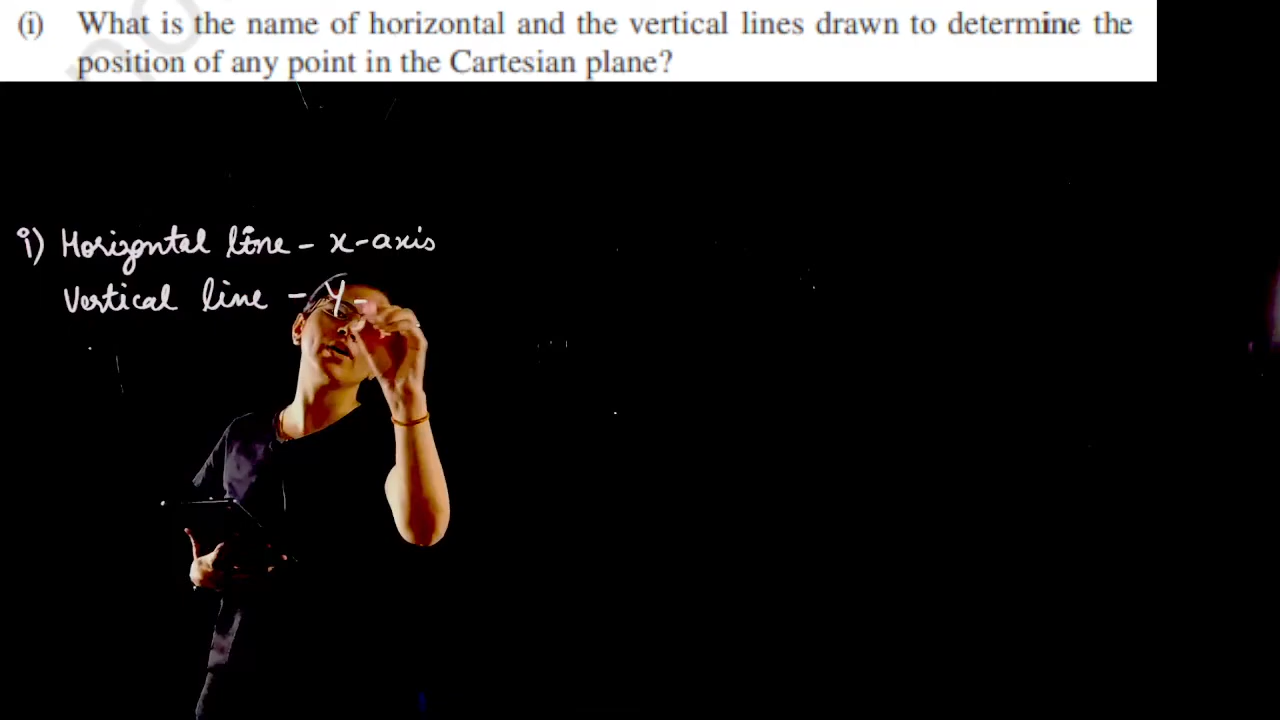 (i) What is the name of horizontal and the vertical lines drawn to determine the
position of any point in the Cartesian plane?
i) Horizontal line - x-axis
Vertical line - Y -